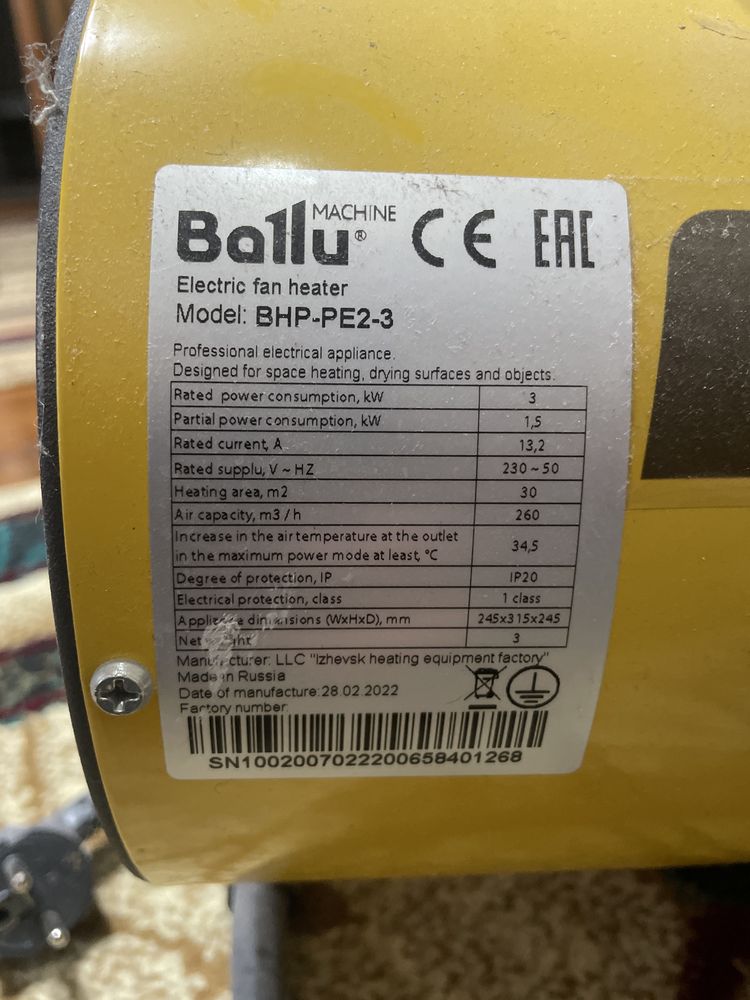 MACHINE
Ballu® CE EAC
Electric fan heater
Model: BHP-PE2-3
Professional electrical appliance.
Designed for space heating, drying surfaces and objects.
Rated power consumption, kW 3
Partial power consumption, kW 1,5
Rated current, A 13,2
Rated supplu, V ~ HZ 230 ~ 50
Heating area, m2 30
Air capacity, m3 / h 260
Increase in the air temperature at the outlet
in the maximum power mode at least, °C 34,5
Degree of protection, IP IP20
Electrical protection, class 1 class
Appliance dimensions (WxHxD), mm 245x315x245
Net weight 3
Manufacturer: LLC "Izhevsk heating equipment factory"
Made in Russia
Date of manufacture: 28.02.2022
Factory number:
SN10020070222200658401268